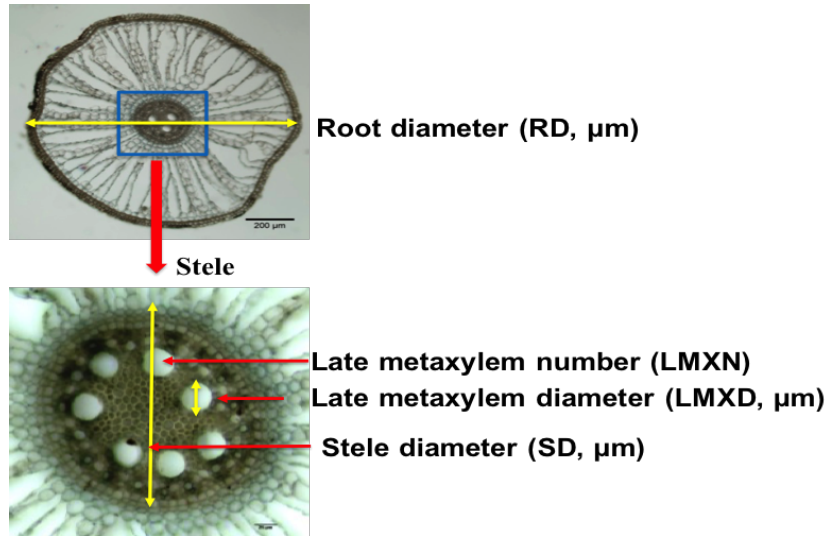 Root diameter (RD, µm)
200 µm
Stele
Late metaxylem number (LMXN)
Late metaxylem diameter (LMXD, µm)
Stele diameter (SD, µm)